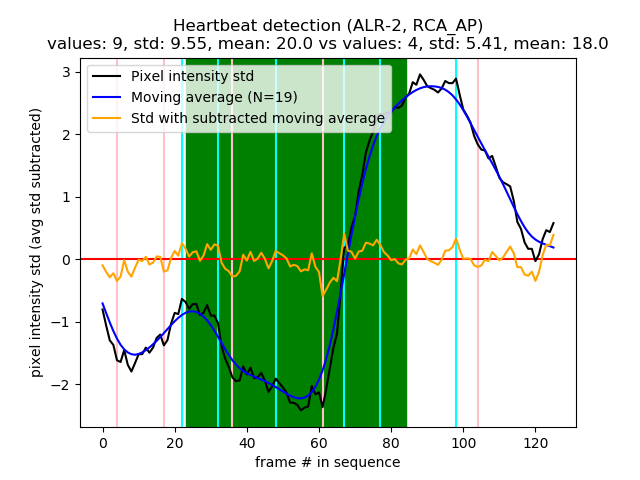 Heartbeat detection (ALR-2, RCA_AP)
values: 9, std: 9.55, mean: 20.0 vs values: 4, std: 5.41, mean: 18.0
Pixel intensity std
Moving average (N=19)
Std with subtracted moving average
pixel intensity std (avg std subtracted)
3
2
1
0
−1
−2
0 20 40 60 80 100 120
frame # in sequence